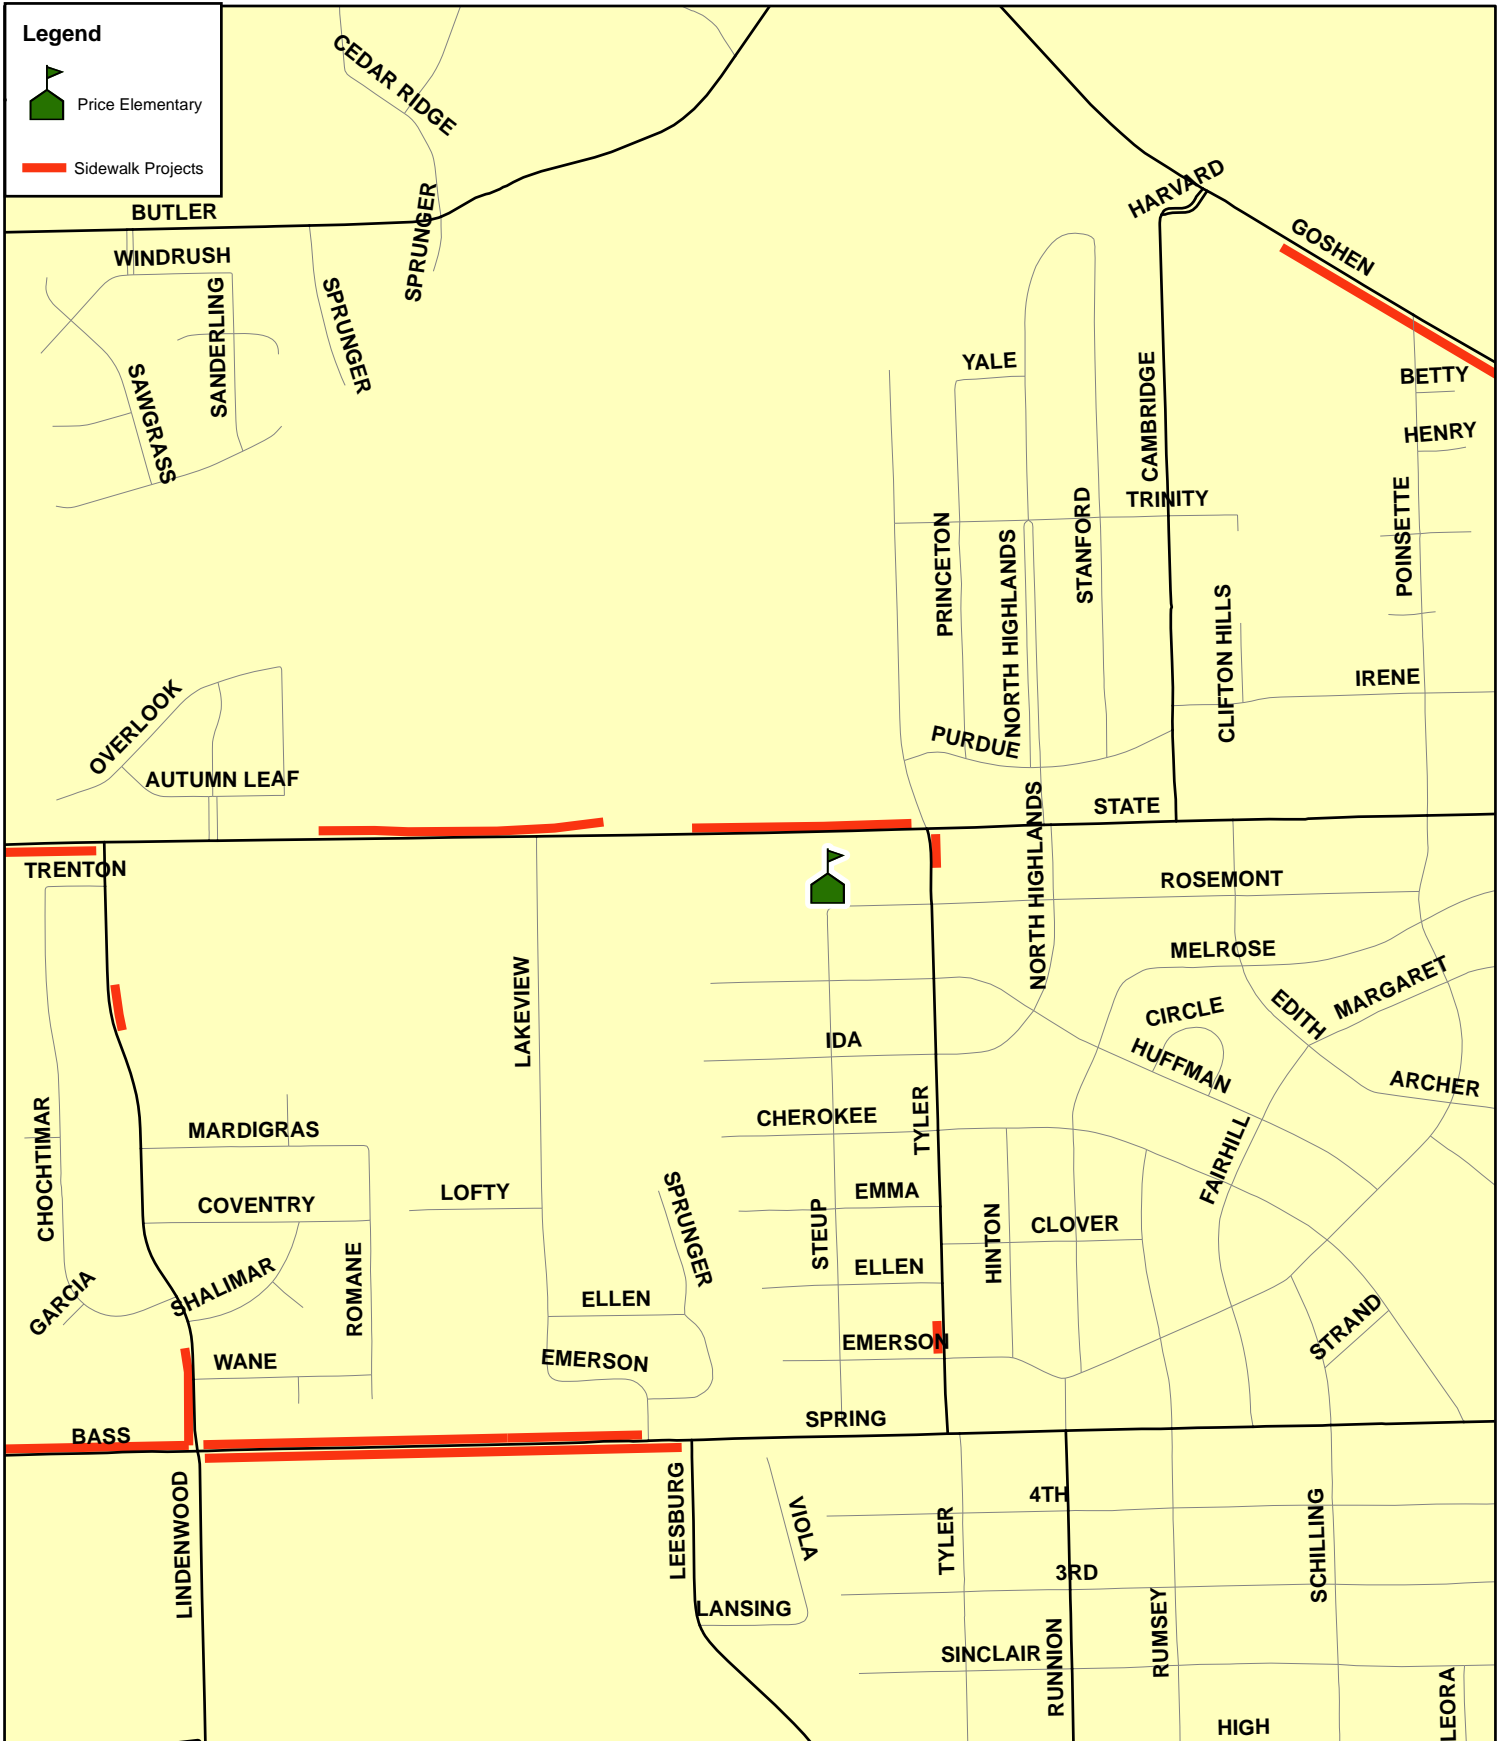 Legend
Price Elementary
Sidewalk Projects
CEDAR RIDGE
BUTLER
SPRUNGER
HARVARD
GOSHEN
WINDRUSH
SANDERLING
SPRUNGER
SAWGRASS
YALE
CAMBRIDGE
BETTY
HENRY
TRINITY
PRINCETON
NORTH HIGHLANDS
STANFORD
POINSETTE
CLIFTON HILLS
IRENE
OVERLOOK
PURDUE
AUTUMN LEAF
STATE
NORTH HIGHLANDS
TRENTON
ROSEMONT
MELROSE
LAKEVIEW
MARGARET
EDITH
CIRCLE
IDA
HUFFMAN
ARCHER
CHOCHTIMAR
MARDIGRAS
CHEROKEE
TYLER
FAIRHILL
COVENTRY
LOFTY
SPRUNGER
EMMA
STEUP
HINTON
CLOVER
ROMANE
SHALIMAR
GARCIA
ELLEN
ELLEN
STRAND
EMERSON
EMERSON
WANE
SPRING
BASS
LINDENWOOD
LEESBURG
VIOLA
4TH
TYLER
SCHILLING
3RD
LANSING
RUMSEY
SINCLAIR
RUNNION
LEORA
HIGH